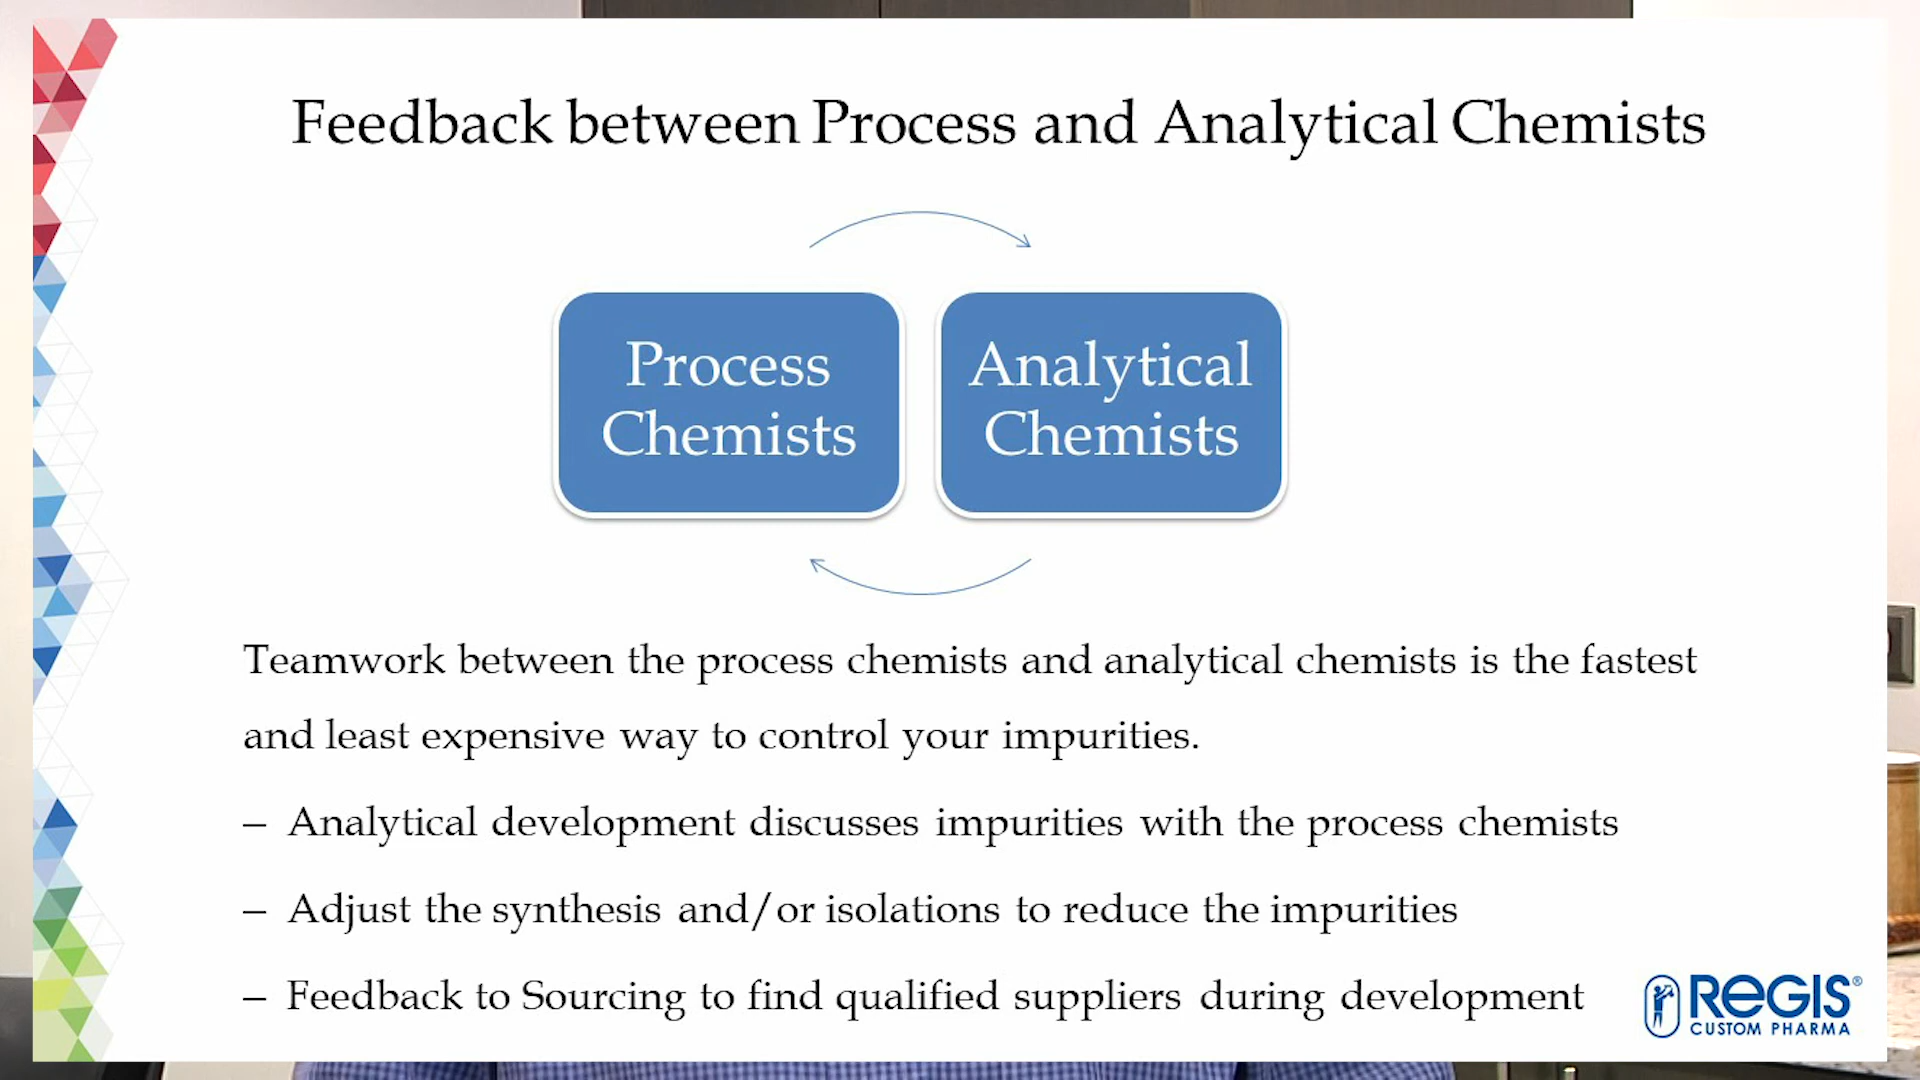 Feedback between Process and Analytical Chemists
Process
Chemists
Analytical
Chemists
Teamwork between the process chemists and analytical chemists is the fastest
and least expensive way to control your impurities.
– Analytical development discusses impurities with the process chemists
– Adjust the synthesis and/or isolations to reduce the impurities
– Feedback to Sourcing to find qualified suppliers during development
REGIS®
CUSTOM PHARMA